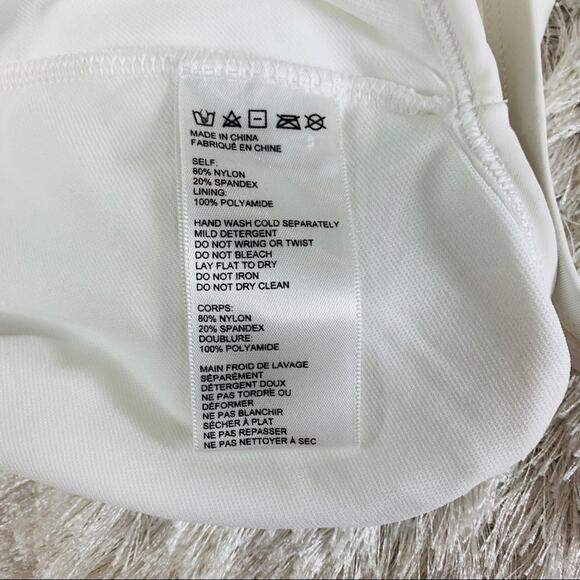 MADE IN CHINA
FABRIQUÉ EN CHINE
SELF:
80% NYLON
20% SPANDEX
LINING:
100% POLYAMIDE
HAND WASH COLD SEPARATELY
MILD DETERGENT
DO NOT WRING OR TWIST
DO NOT BLEACH
LAY FLAT TO DRY
DO NOT IRON
DO NOT DRY CLEAN
CORPS:
80% NYLON
20% SPANDEX
DOUBLURE:
100% POLYAMIDE
MAIN FROID DE LAVAGE
SÉPARÉMENT
DÉTERGENT DOUX
NE PAS TORDRE OU
DÉFORMER
NE PAS BLANCHIR
SÉCHER À PLAT
NE PAS REPASSER
NE PAS NETTOYER À SEC